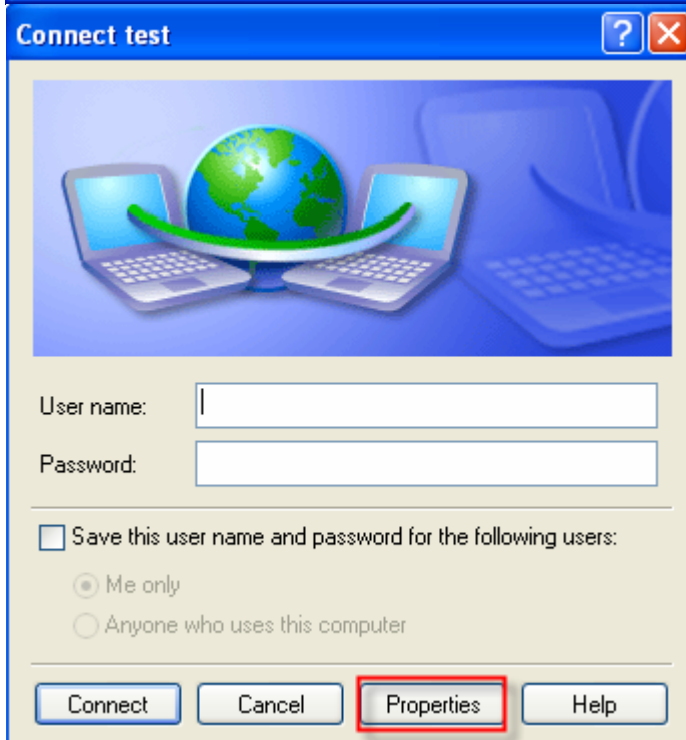 Connect test
User name:
Password:
Save this user name and password for the following users:
Me only
Anyone who uses this computer
Connect Cancel Properties Help